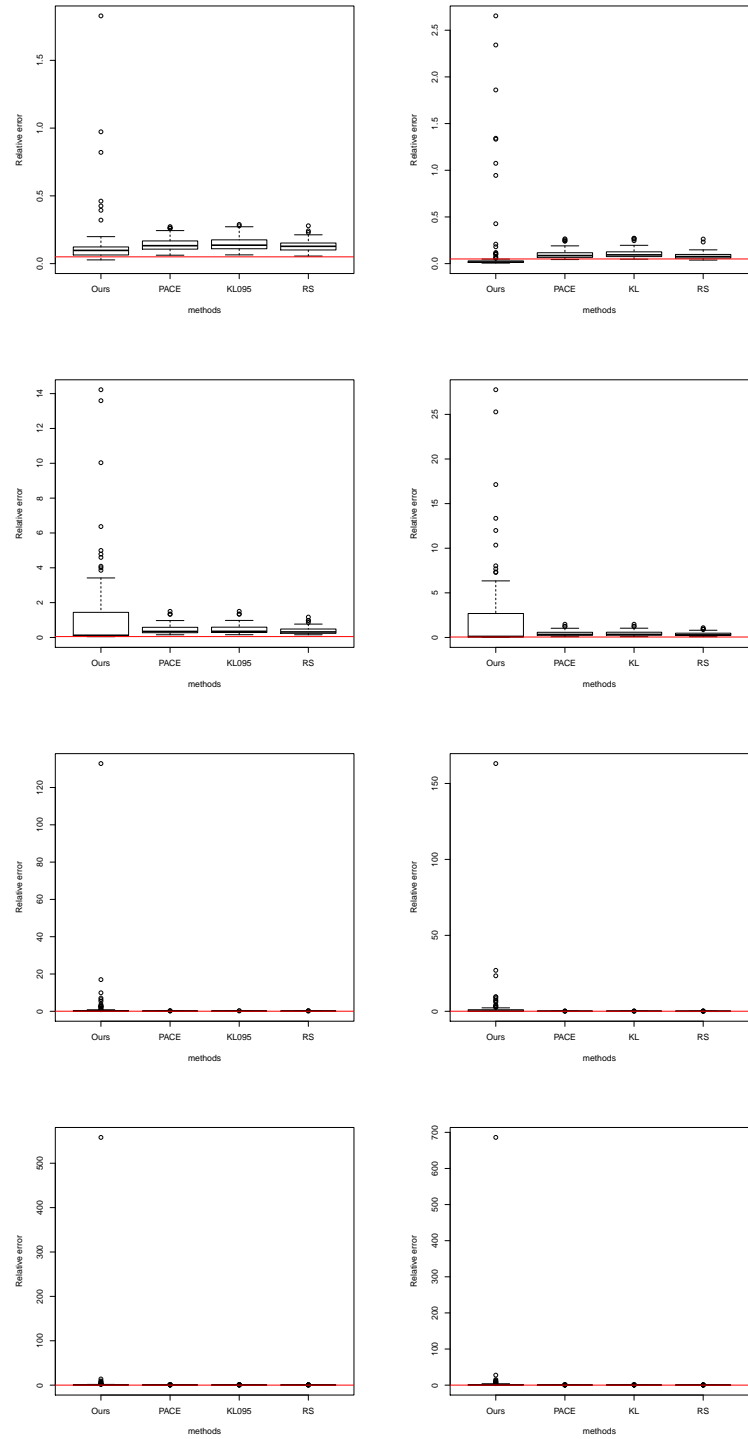 Relative error
0.0 0.5 1.0 1.5
Ours PACE KL095 RS
methods
Relative error
0.0 0.5 1.0 1.5 2.0 2.5
Ours PACE KL RS
methods
Relative error
0 2 4 6 8 10 12 14
Ours PACE KL095 RS
methods
Relative error
0 5 10 15 20 25
Ours PACE KL RS
methods
Relative error
0 20 40 60 80 100 120
Ours PACE KL095 RS
methods
Relative error
0 50 100 150
Ours PACE KL RS
methods
Relative error
0 100 200 300 400 500
Ours PACE KL095 RS
methods
Relative error
0 100 200 300 400 500 600 700
Ours PACE KL RS
methods